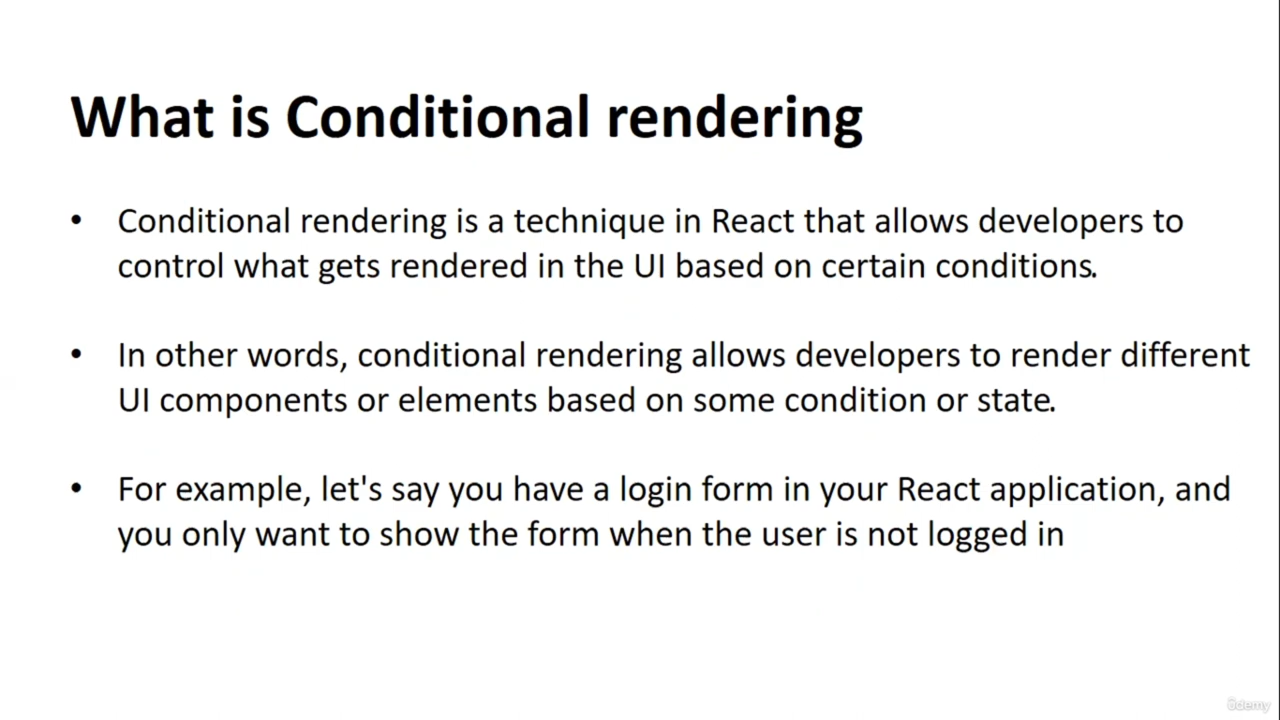 What is Conditional rendering
• Conditional rendering is a technique in React that allows developers to
control what gets rendered in the UI based on certain conditions.
• In other words, conditional rendering allows developers to render different
UI components or elements based on some condition or state.
• For example, let's say you have a login form in your React application, and
you only want to show the form when the user is not logged in
ûdemy